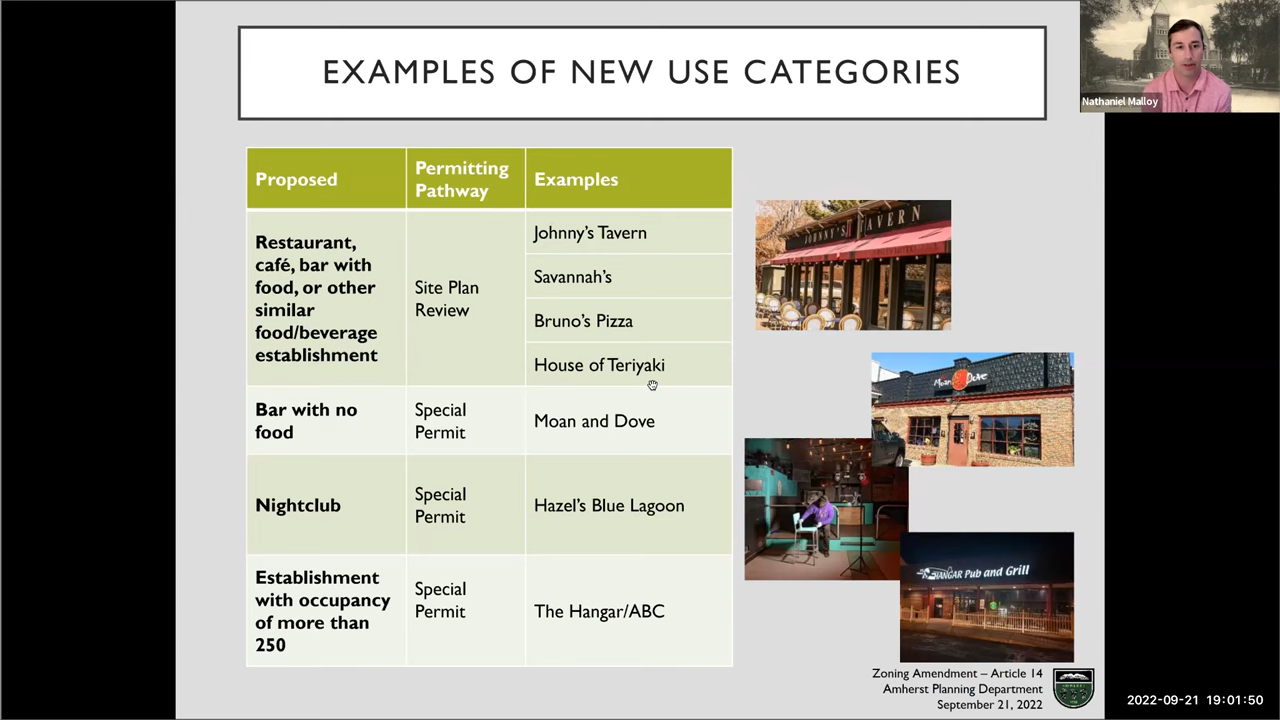 EXAMPLES OF NEW USE CATEGORIES
Nathaniel Malloy
Proposed
Permitting
Pathway
Examples
Restaurant,
café, bar with
food, or other
similar
food/beverage
establishment
Site Plan
Review
Johnny's Tavern
Savannah's
Bruno's Pizza
House of Teriyaki
Bar with no
food
Special
Permit
Moan and Dove
Nightclub
Special
Permit
Hazel's Blue Lagoon
Establishment
with occupancy
of more than
250
Special
Permit
The Hangar/ABC
JOHNNY'S TAVERN
Moan Dove
HANGAR Pub and Grill
Zoning Amendment – Article 14
Amherst Planning Department
September 21, 2022
2022-09-21 19:01:50